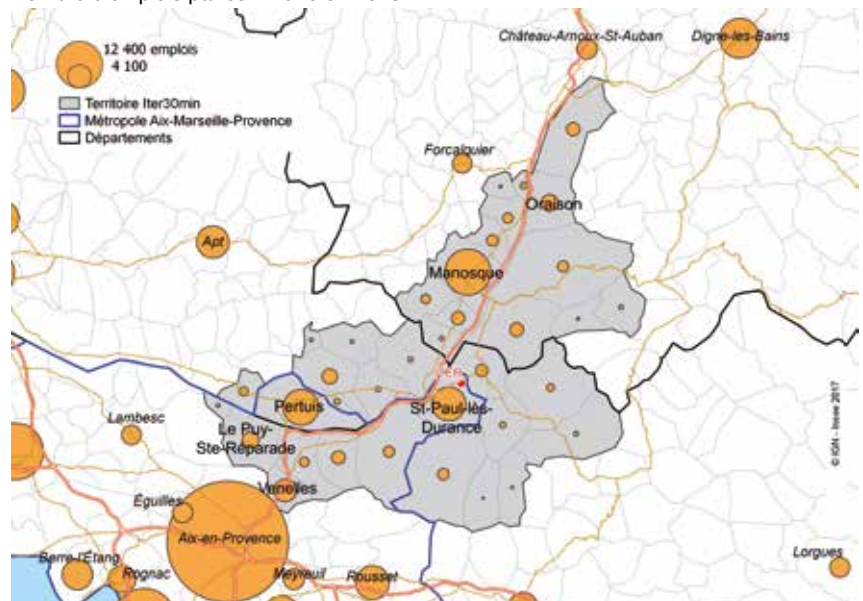 12 400 emplois
4 100
Territoire Iter30min
Métropole Aix-Marseille-Provence
Départements
Château-Arnoux-St-Auban
Digne-les-Bains
Forcalquier
Oraison
Apt
Manosque
Pertuis
St-Paul-lès-
Durance
Le Puy-
Ste-Réparade
Lambesc
Venelles
Éguilles
Aix-en-Provence
Berre-l'Étang
Rognac
Meyreuil
Rousset
Lorgues
© IGN - Insee 2017